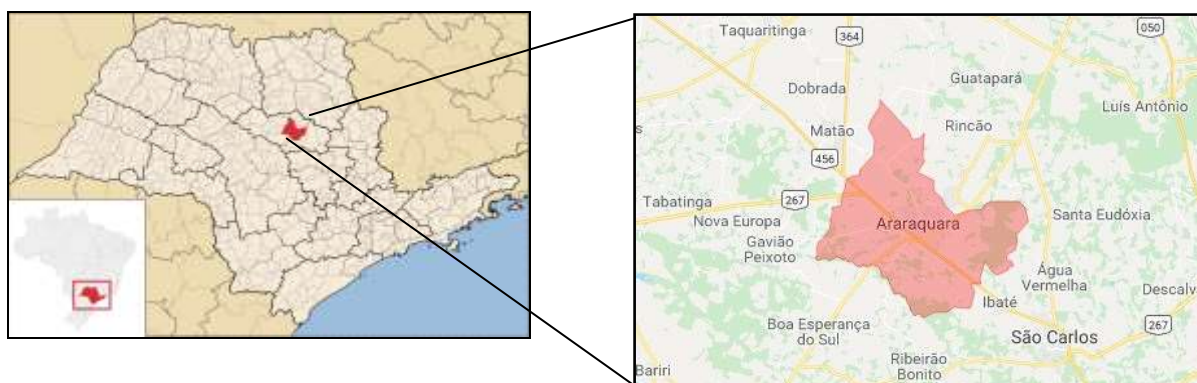 Taquaritinga
364
050
Guatapará
Dobrada
Luís Antônio
Rincão
Matão
456
Tabatinga
267
Nova Europa
Araraquara
Santa Eudóxia
Gavião
Peixoto
Água
Vermelha
Descalv
Ibaté
Boa Esperança
do Sul
267
São Carlos
Ribeirão
Bonito
Bariri